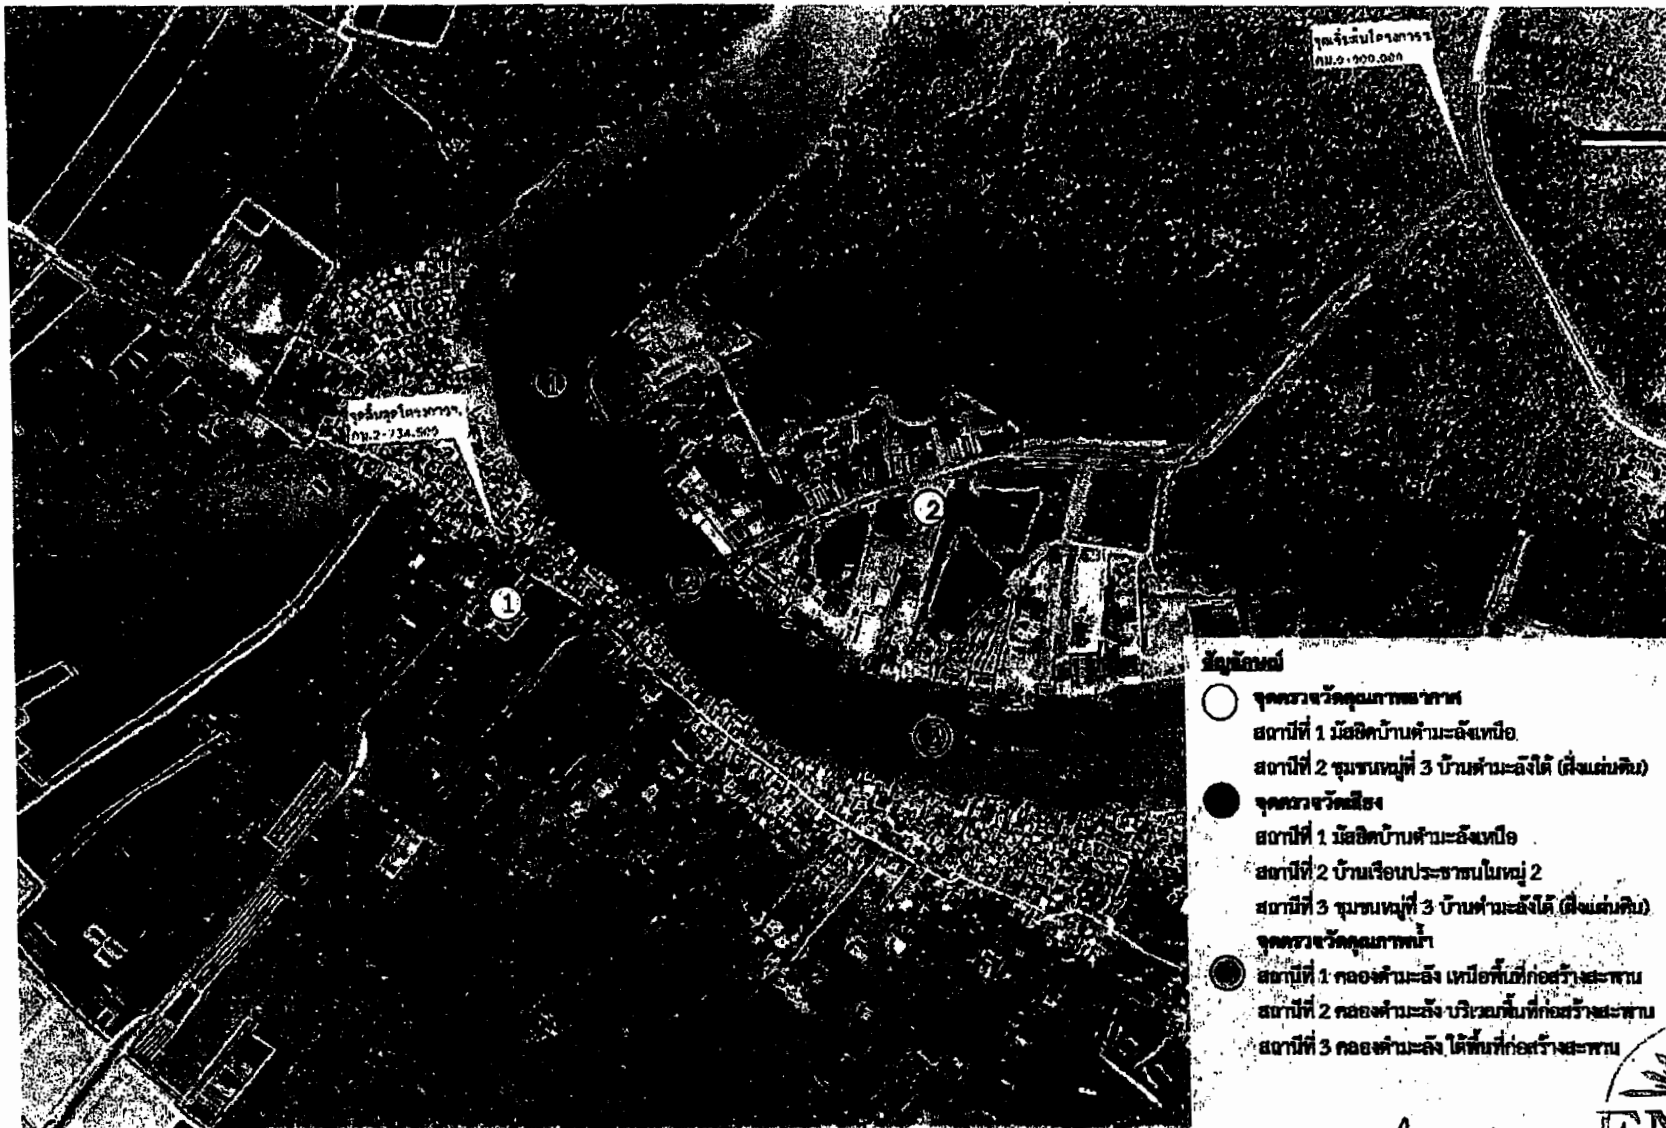 จุดเริ่มต้นโครงการฯ
กม.0+000.000
จุดสิ้นสุดโครงการฯ
กม.2+734.500
1
2
1
2
3
สัญลักษณ์
จุดตรวจวัดคุณภาพอากาศ
สถานีที่ 1 มัสยิดบ้านตำมะลังเหนือ
สถานีที่ 2 ชุมชนหมู่ที่ 3 บ้านตำมะลังใต้ (ฝั่งแผ่นดิน)
จุดตรวจวัดเสียง
สถานีที่ 1 มัสยิดบ้านตำมะลังเหนือ
สถานีที่ 2 บ้านเรือนประชาชนในหมู่ 2
สถานีที่ 3 ชุมชนหมู่ที่ 3 บ้านตำมะลังใต้ (ฝั่งแผ่นดิน)
จุดตรวจวัดคุณภาพน้ำ
สถานีที่ 1 คลองตำมะลัง เหนือพื้นที่ก่อสร้างสะพาน
สถานีที่ 2 คลองตำมะลัง บริเวณพื้นที่ก่อสร้างสะพาน
สถานีที่ 3 คลองตำมะลัง ใต้พื้นที่ก่อสร้างสะพาน